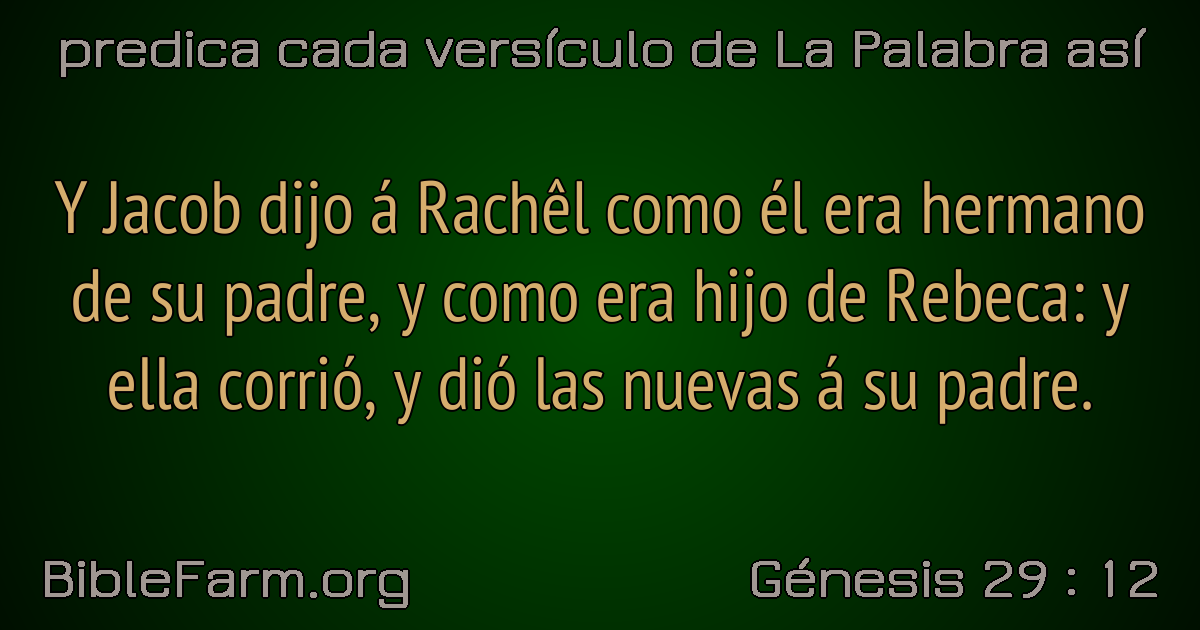 predica cada versículo de La Palabra así
Y Jacob dijo á Rachêl como él era hermano
de su padre, y como era hijo de Rebeca: y
ella corrió, y dió las nuevas á su padre.
BibleFarm.org
Génesis 29 : 12